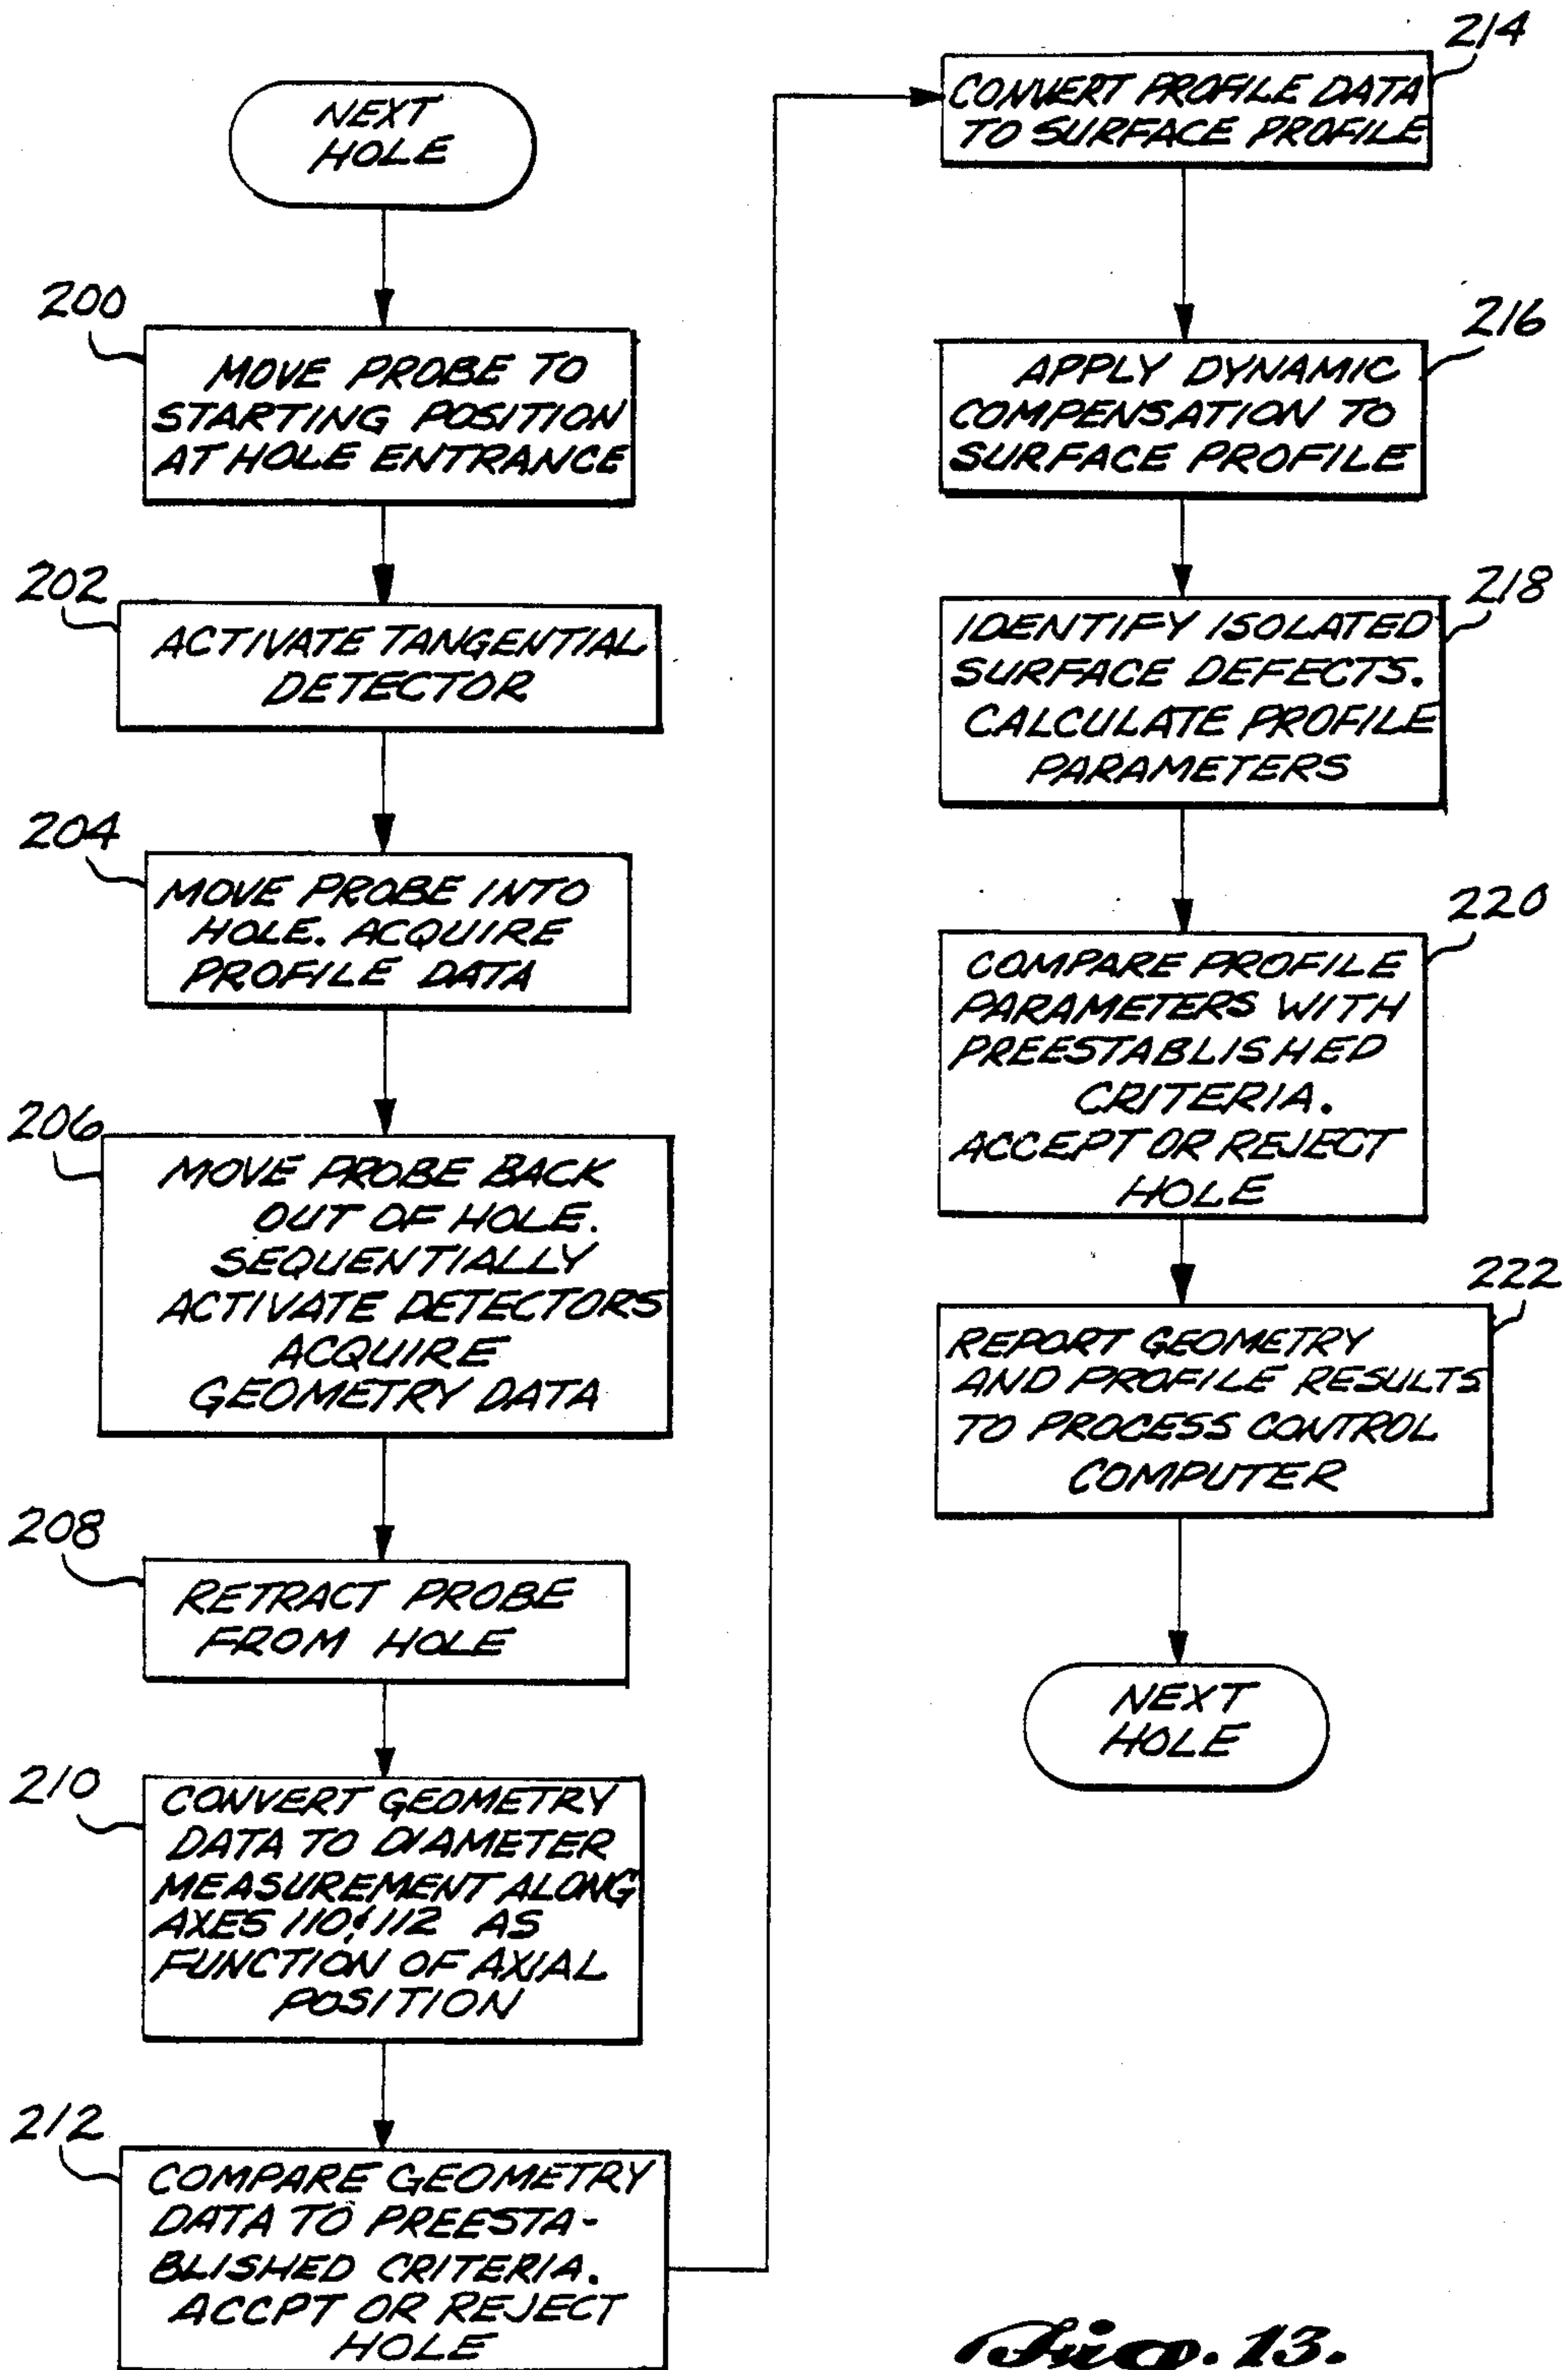 NEXT
HOLE
200
MOVE PROBE TO
STARTING POSITION
AT HOLE ENTRANCE
202
ACTIVATE TANGENTIAL
DETECTOR
204
MOVE PROBE INTO
HOLE. ACQUIRE
PROFILE DATA
206
MOVE PROBE BACK
OUT OF HOLE.
SEQUENTIALLY
ACTIVATE DETECTORS
ACQUIRE
GEOMETRY DATA
208
RETRACT PROBE
FROM HOLE
210
CONVERT GEOMETRY
DATA TO DIAMETER
MEASUREMENT ALONG
AXES 110 & 112 AS
FUNCTION OF AXIAL
POSITION
212
COMPARE GEOMETRY
DATA TO PREESTA-
BLISHED CRITERIA.
ACCPT OR REJECT
HOLE
214
CONVERT PROFILE DATA
TO SURFACE PROFILE
216
APPLY DYNAMIC
COMPENSATION TO
SURFACE PROFILE
218
IDENTIFY ISOLATED
SURFACE DEFECTS.
CALCULATE PROFILE
PARAMETERS
220
COMPARE PROFILE
PARAMETERS WITH
PREESTABLISHED
CRITERIA.
ACCEPT OR REJECT
HOLE
222
REPORT GEOMETRY
AND PROFILE RESULTS
TO PROCESS CONTROL
COMPUTER
NEXT
HOLE
Fig. 13.